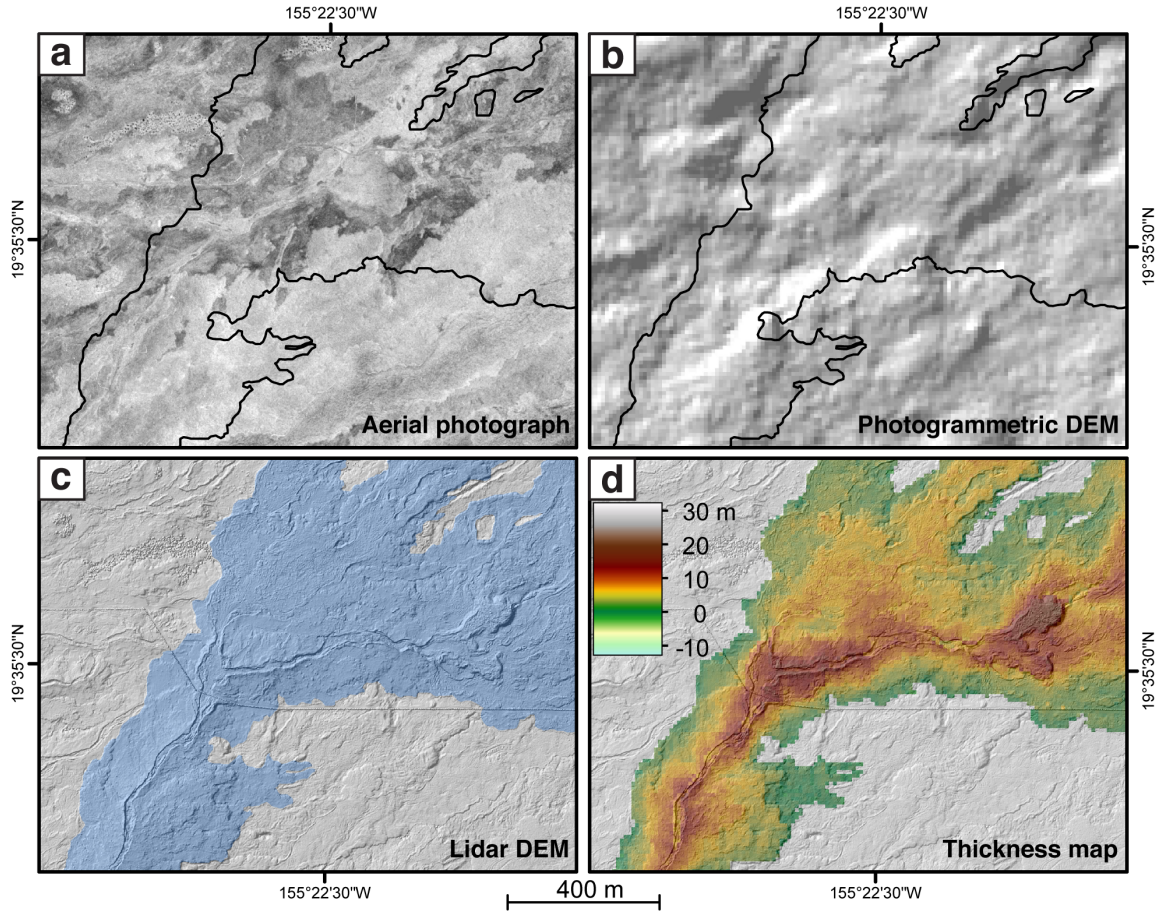 155°22'30"W 155°22'30"W
a b
19°35'30"N 19°35'30"N
Aerial photograph Photogrammetric DEM
c d
30 m
20
10
0
-10
19°35'30"N 19°35'30"N
Lidar DEM Thickness map
155°22'30"W 400 m 155°22'30"W